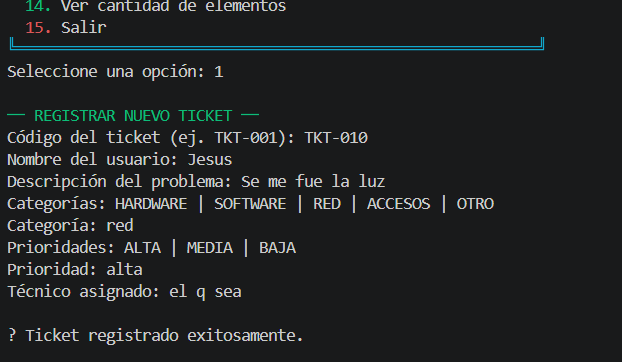 14. Ver cantidad de elementos
15. Salir
Seleccione una opción: 1
── REGISTRAR NUEVO TICKET ──
Código del ticket (ej. TKT-001): TKT-010
Nombre del usuario: Jesus
Descripción del problema: Se me fue la luz
Categorías: HARDWARE | SOFTWARE | RED | ACCESOS | OTRO
Categoría: red
Prioridades: ALTA | MEDIA | BAJA
Prioridad: alta
Técnico asignado: el q sea
? Ticket registrado exitosamente.